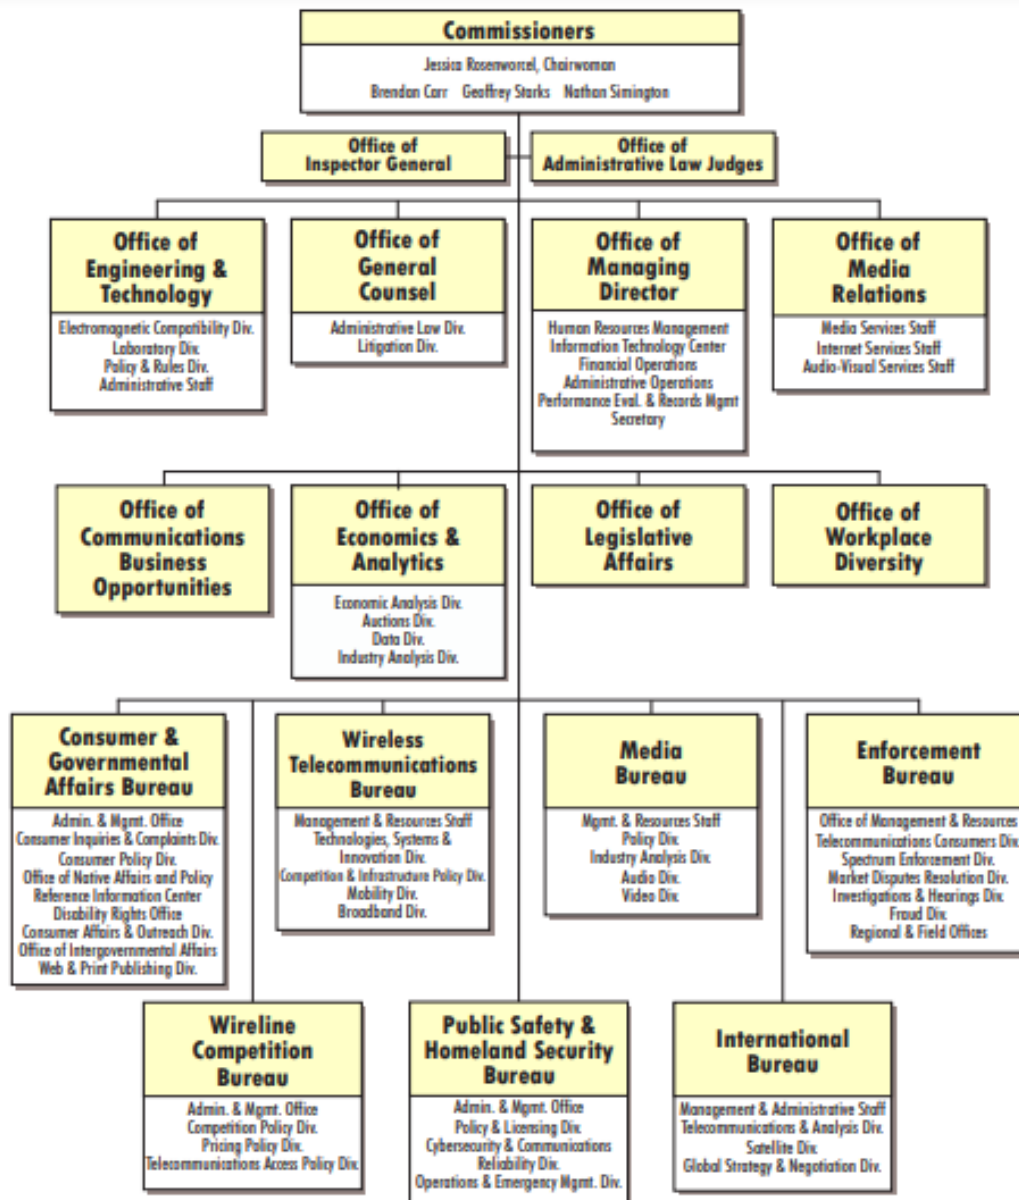 Commissioners
Jessica Rosenworcel, Chairwoman
Brendan Carr Geoffrey Starks Nathan Simington
Office of
Inspector General
Office of
Administrative Law Judges
Office of
Engineering &
Technology
Electromagnetic Compatibility Div.
Laboratory Div.
Policy & Rules Div.
Administrative Staff
Office of
General
Counsel
Administrative Law Div.
Litigation Div.
Office of
Managing
Director
Human Resources Management
Information Technology Center
Financial Operations
Administrative Operations
Performance Eval. & Records Mgmt
Secretary
Office of
Media
Relations
Media Services Staff
Internet Services Staff
Audio-Visual Services Staff
Office of
Communications
Business
Opportunities
Office of
Economics &
Analytics
Economic Analysis Div.
Auctions Div.
Data Div.
Industry Analysis Div.
Office of
Legislative
Affairs
Office of
Workplace
Diversity
Consumer &
Governmental
Affairs Bureau
Admin. & Mgmt. Office
Consumer Inquiries & Complaints Div.
Consumer Policy Div.
Office of Native Affairs and Policy
Reference Information Center
Disability Rights Office
Consumer Affairs & Outreach Div.
Office of Intergovernmental Affairs
Web & Print Publishing Div.
Wireless
Telecommunications
Bureau
Management & Resources Staff
Technologies, Systems &
Innovation Div.
Competition & Infrastructure Policy Div.
Mobility Div.
Broadband Div.
Media
Bureau
Mgmt. & Resources Staff
Policy Div.
Industry Analysis Div.
Audio Div.
Video Div.
Enforcement
Bureau
Office of Management & Resources
Telecommunications Consumers Div.
Spectrum Enforcement Div.
Market Disputes Resolution Div.
Investigations & Hearings Div.
Fraud Div.
Regional & Field Offices
Wireline
Competition
Bureau
Admin. & Mgmt. Office
Competition Policy Div.
Pricing Policy Div.
Telecommunications Access Policy Div.
Public Safety &
Homeland Security
Bureau
Admin. & Mgmt. Office
Policy & Licensing Div.
Cybersecurity & Communications
Reliability Div.
Operations & Emergency Mgmt. Div.
International
Bureau
Management & Administrative Staff
Telecommunications & Analysis Div.
Satellite Div.
Global Strategy & Negotiation Div.